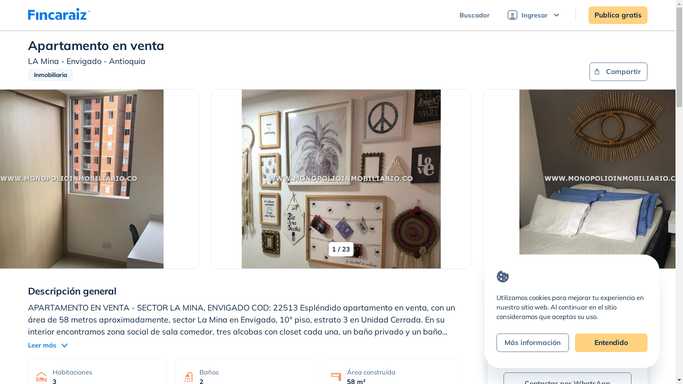 Fincaraiz
Buscador
Ingresar
Publica gratis
Apartamento en venta
LA Mina - Envigado - Antioquia
Inmobiliaria
Compartir
WWW.MONOPOLIOINMOBILIARIO.CO
WWW.MONOPOLIOINMOBILIARIO.CO
WWW.MONOPOLIOINMOBILIARIO.CO
LOVE
1 / 23
Descripción general
APARTAMENTO EN VENTA - SECTOR LA MINA, ENVIGADO COD: 22513 Espléndido apartamento en venta, con un
área de 58 metros aproximadamente, sector La Mina en Envigado, 10° piso, estrato 3 en Unidad Cerrada. En su
interior encontramos zona social de sala comedor, tres alcobas con closet cada una, un baño privado y un baño...
Leer más
Habitaciones
3
Baños
2
Área construida
58 m²
Utilizamos cookies para mejorar tu experiencia en
nuestro sitio web. Al continuar en el sitio
consideramos que aceptas su uso.
Más información
Entendido
Contactar por WhatsApp